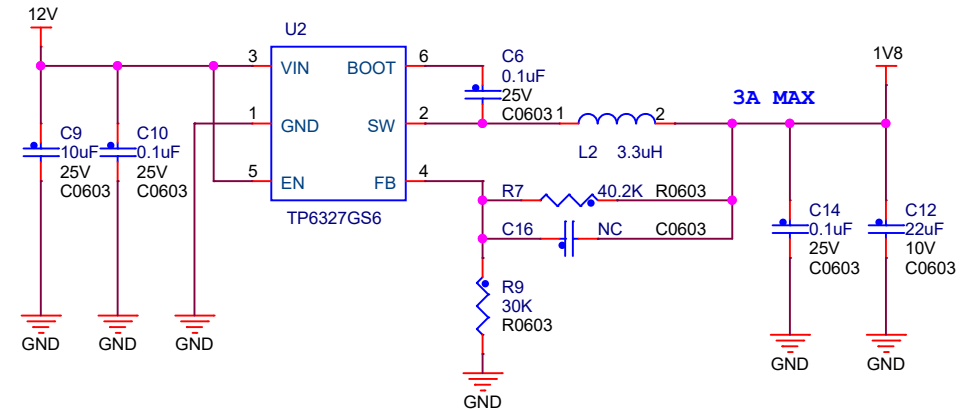 12V
U2
3 VIN
BOOT 6
1 GND
SW 2
5 EN
FB 4
TP6327GS6
C9
10uF
25V
C0603
C10
0.1uF
25V
C0603
GND
GND
GND
C6
0.1uF
25V
C0603
1 2
L2 3.3uH
3A MAX
1V8
R7 40.2K R0603
C16 NC C0603
R9
30K
R0603
GND
C14
0.1uF
25V
C0603
C12
22uF
10V
C0603
GND
GND